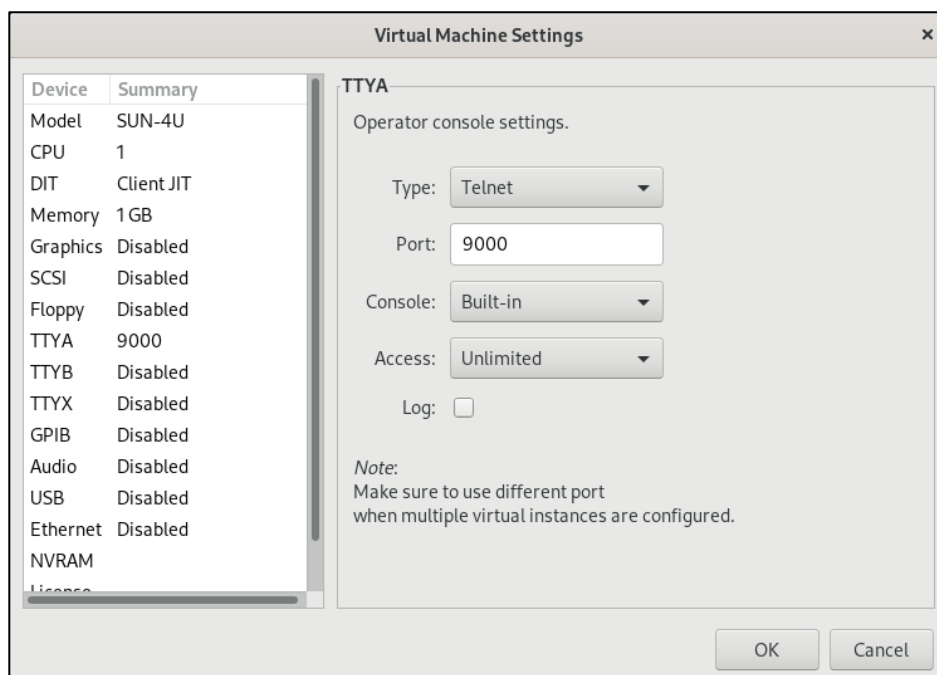 Virtual Machine Settings ×
Device Summary
Model SUN-4U
CPU 1
DIT Client JIT
Memory 1 GB
Graphics Disabled
SCSI Disabled
Floppy Disabled
TTYA 9000
TTYB Disabled
TTYX Disabled
GPIB Disabled
Audio Disabled
USB Disabled
Ethernet Disabled
NVRAM
License
TTYA
Operator console settings.
Type: Telnet
Port: 9000
Console: Built-in
Access: Unlimited
Log:
Note:
Make sure to use different port
when multiple virtual instances are configured.
OK Cancel